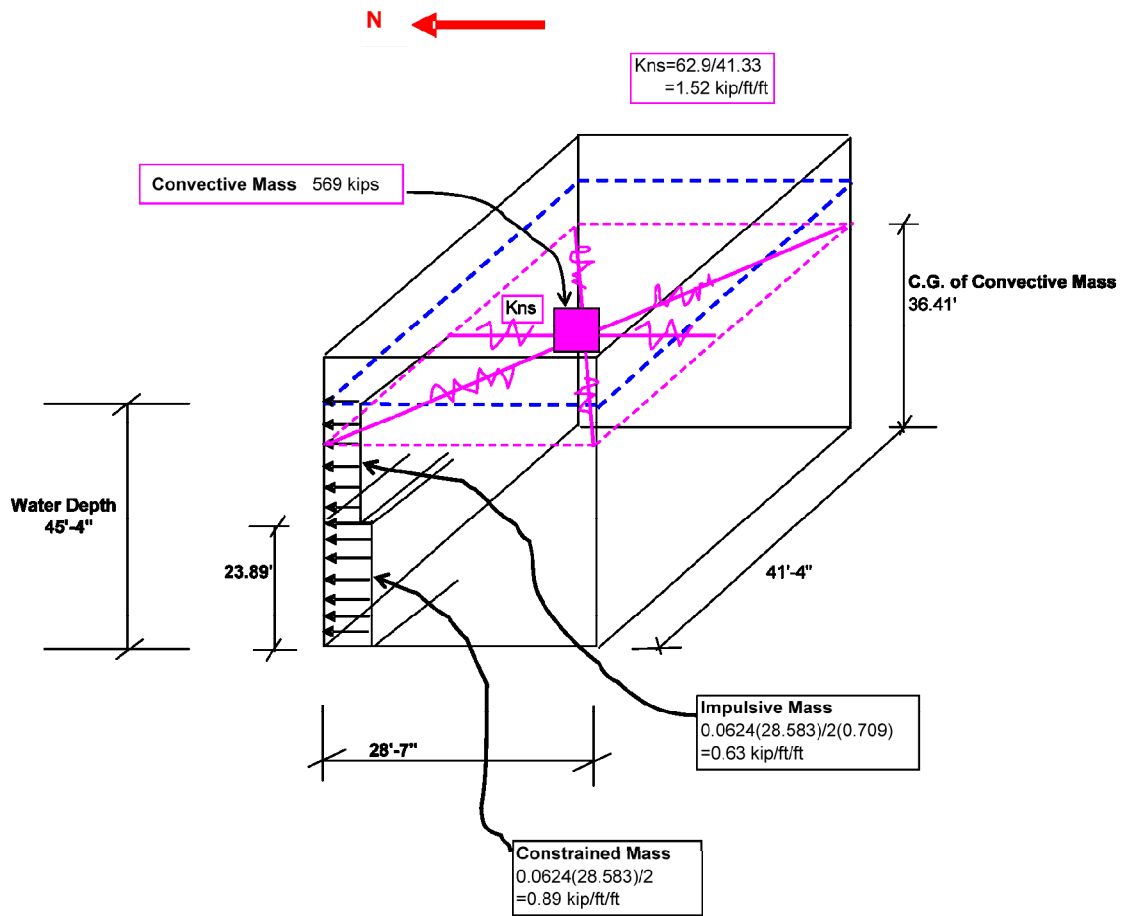 N
Kns=62.9/41.33
=1.52 kip/ft/ft
Convective Mass 569 kips
C.G. of Convective Mass
36.41'
Kns
Water Depth
45'-4"
23.89'
41'-4"
Impulsive Mass
0.0624(28.583)/2(0.709)
=0.63 kip/ft/ft
28'-7"
Constrained Mass
0.0624(28.583)/2
=0.89 kip/ft/ft